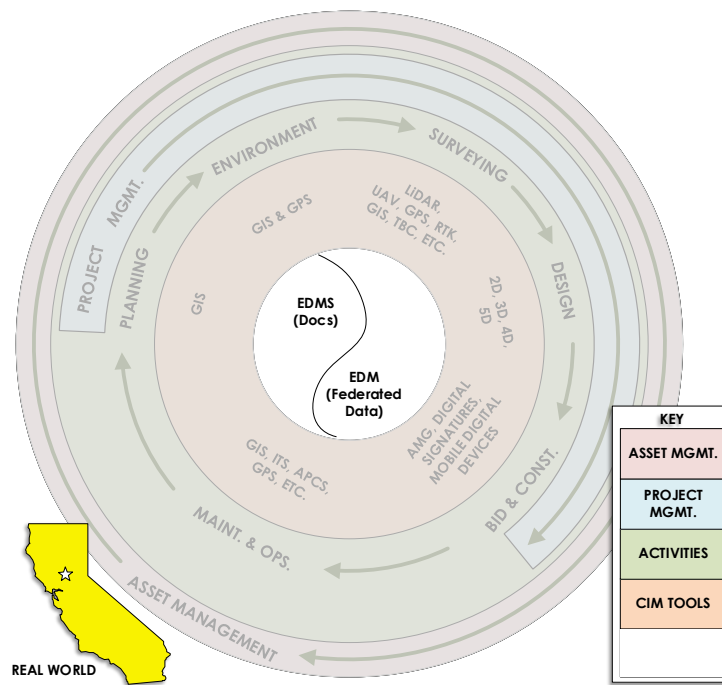 ENVIRONMENT
SURVEYING
PROJECT MGMT.
PLANNING
DESIGN
GIS & GPS
LiDAR,
UAV, GPS, RTK,
GIS, TBC, ETC.
GIS
2D, 3D, 4D,
5D
EDMS
(Docs)
EDM
(Federated
Data)
GIS, ITS, APCS,
GPS, ETC.
AMG, DIGITAL
SIGNATURES,
MOBILE DIGITAL
DEVICES
BID & CONST.
MAINT. & OPS.
ASSET MANAGEMENT
REAL WORLD
KEY
ASSET MGMT.
PROJECT
MGMT.
ACTIVITIES
CIM TOOLS